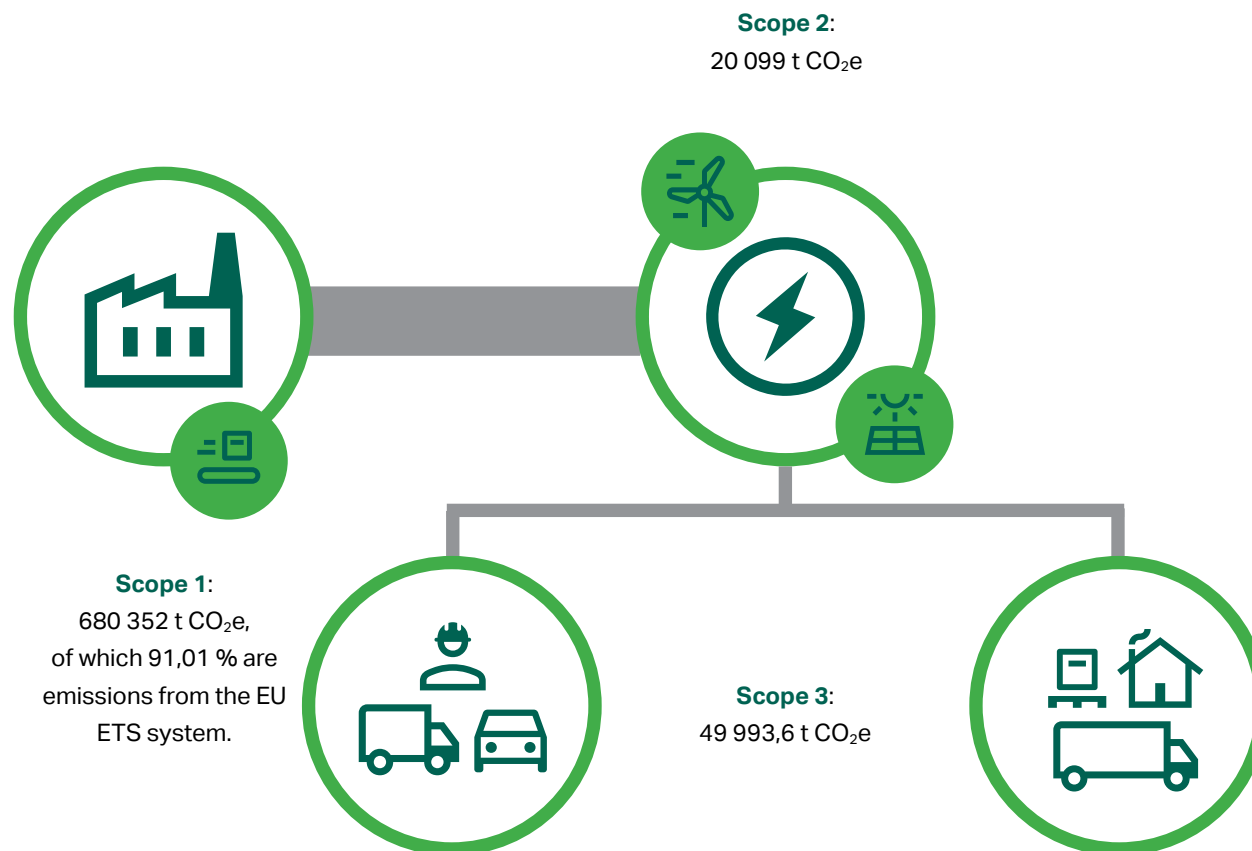 Scope 2:
20 099 t CO₂e
Scope 1:
680 352 t CO₂e,
of which 91,01 % are
emissions from the EU
ETS system.
Scope 3:
49 993,6 t CO₂e